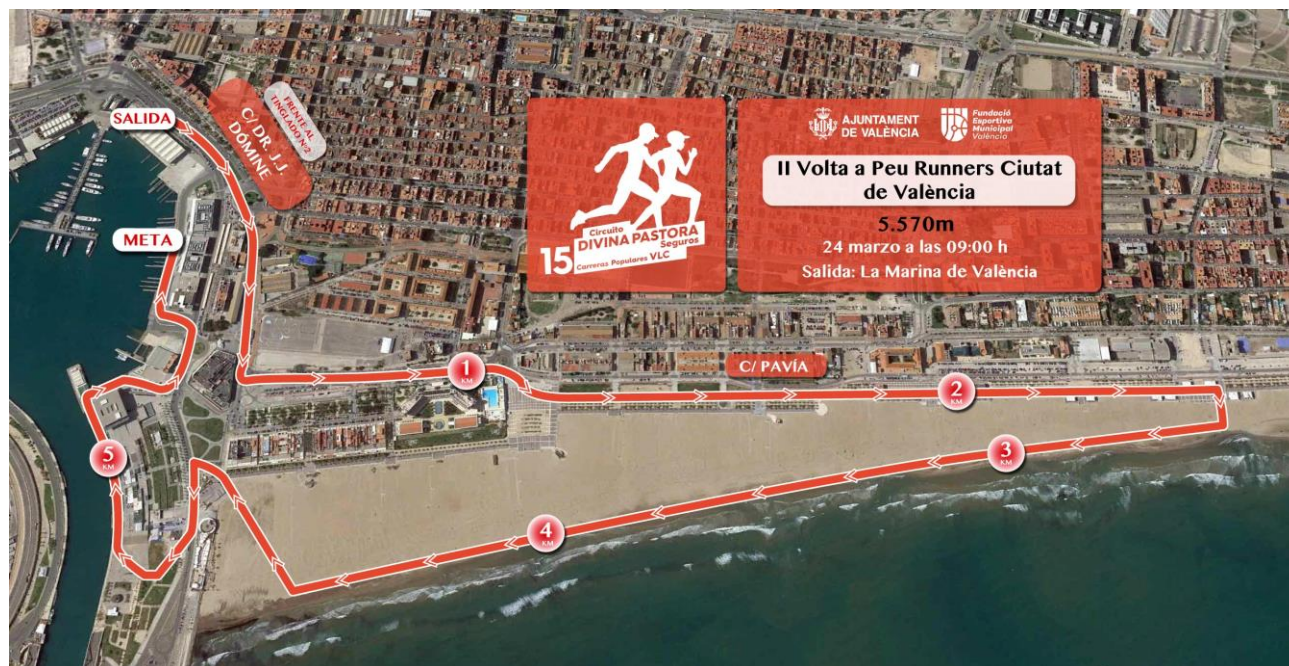 SALIDA
C/ DR. J.J.
DÓMINE
FRENTE AL
TINGLADO N·2
META
15
Circuito
DIVINA PASTORA
Seguros
Carreras Populares VLC
AJUNTAMENT
DE VALÈNCIA
Fundació
Esportiva
Municipal
València
II Volta a Peu Runners Ciutat
de València
5.570m
24 marzo a las 09:00 h
Salida: La Marina de València
C/ PAVÍA
1
KM
2
KM
3
KM
4
KM
5
KM